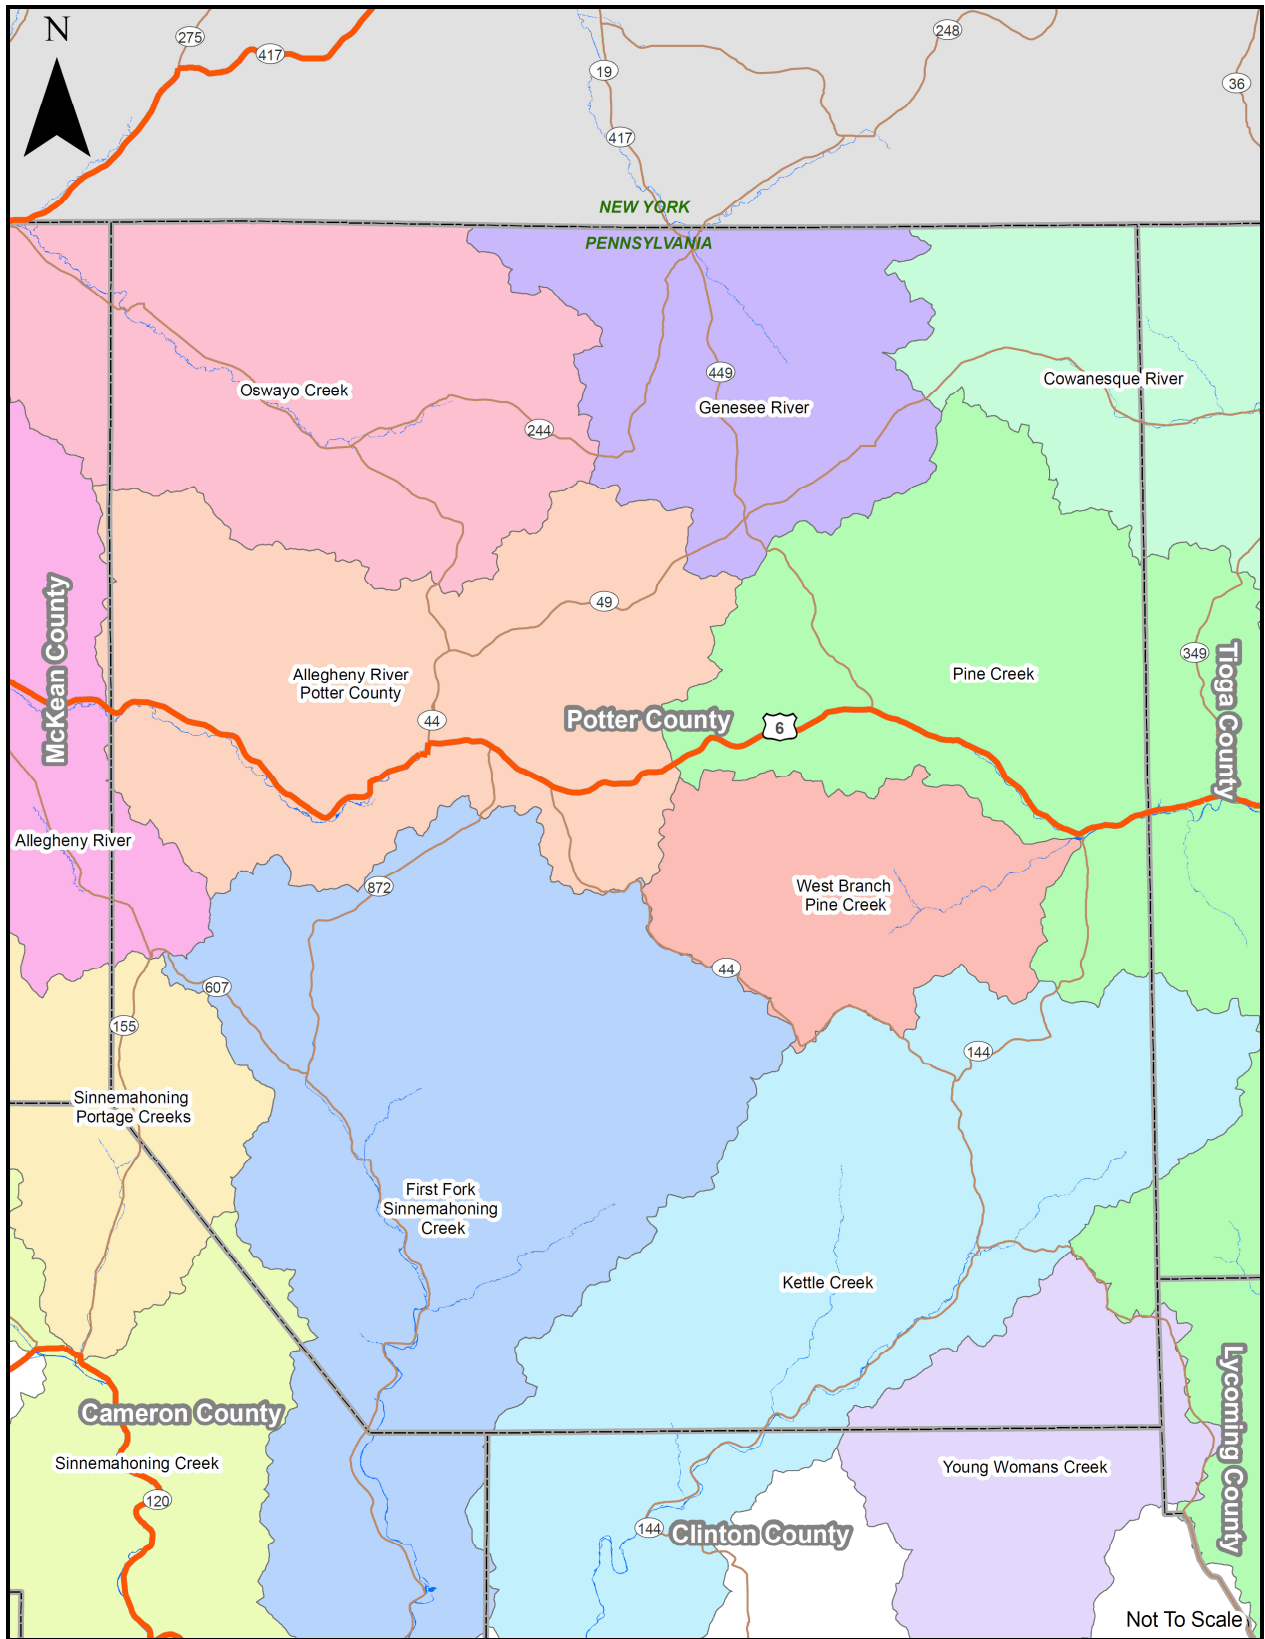 N
275
417
248
19
36
417
NEW YORK
PENNSYLVANIA
449
Cowanesque River
Oswayo Creek
Genesee River
244
49
McKean County
349
Tioga County
Allegheny River
Potter County
Pine Creek
44
Potter County
6
Allegheny River
872
West Branch
Pine Creek
44
607
155
144
Sinnemahoning
Portage Creeks
First Fork
Sinnemahoning
Creek
Kettle Creek
Lycoming County
Cameron County
Sinnemahoning Creek
Young Womans Creek
120
144
Clinton County
Not To Scale